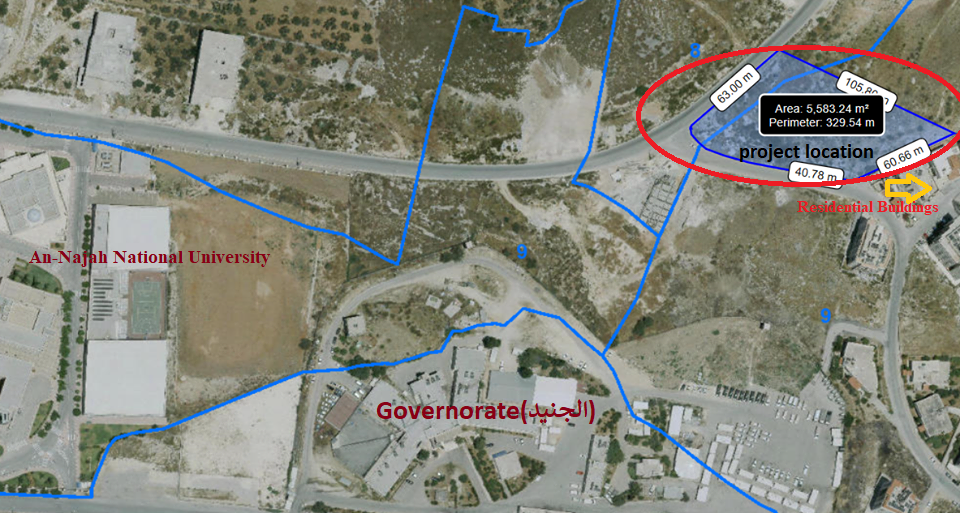 8
63.00 m
105.80 m
Area: 5,583.24 m²
Perimeter: 329.54 m
project location
60.66 m
40.78 m
Residential Buildings
An-Najah National University
9
9
Governorate(الجنيد)